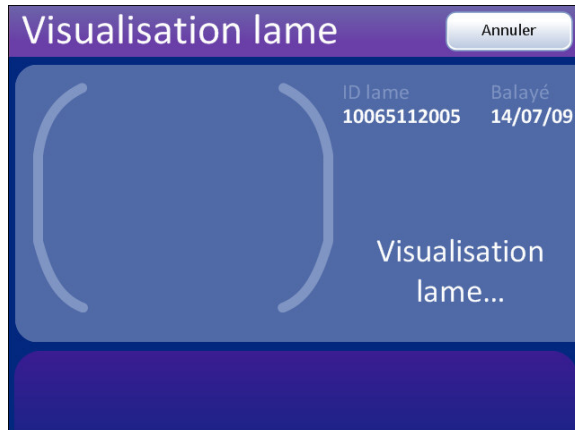 Visualisation lame
Annuler
ID lame
Balayé
10065112005
14/07/09
Visualisation
lame...